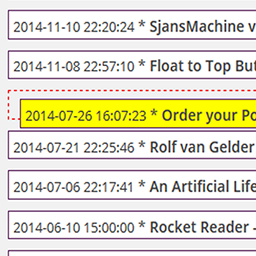 2014-11-10 22:20:24 * SjansMachine v
2014-11-08 22:57:10 * Float to Top But
2014-07-26 16:07:23 * Order your Po
2014-07-21 22:25:46 * Rolf van Gelder
2014-07-06 22:17:41 * An Artificial Life
2014-06-10 15:00:00 * Rocket Reader -